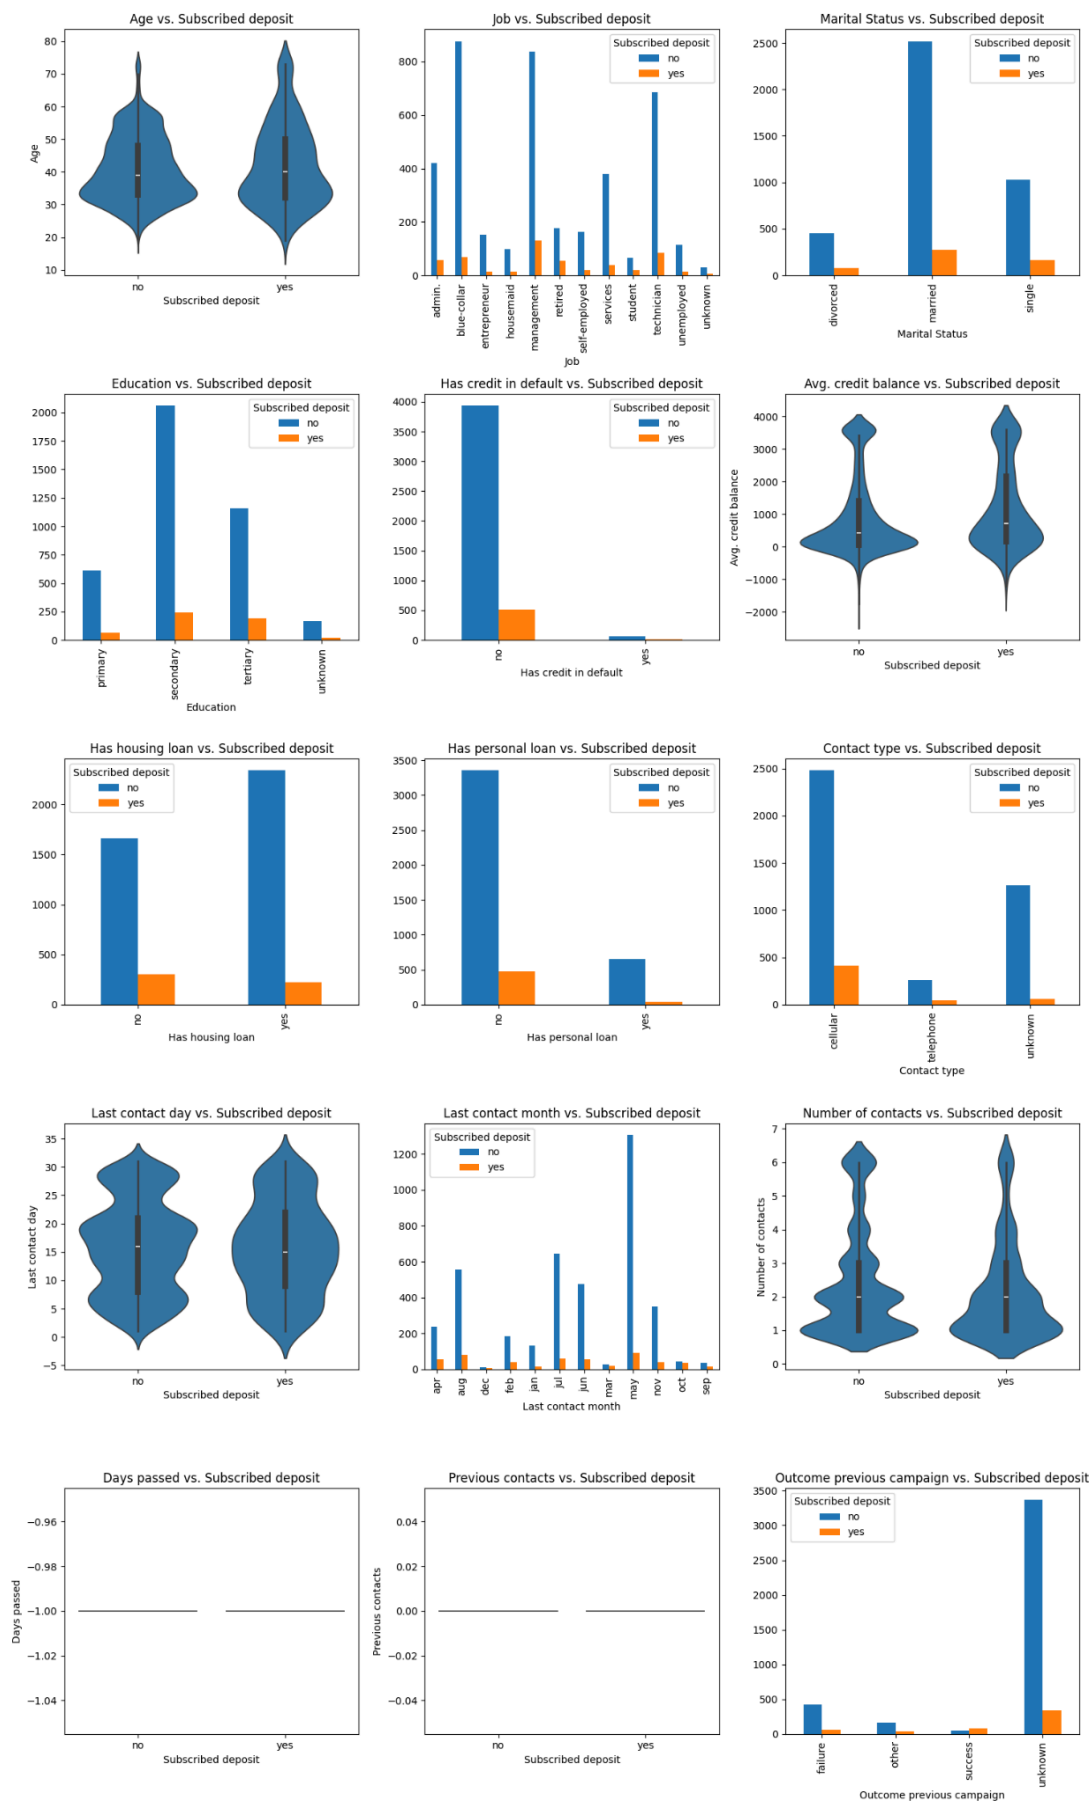 Age vs. Subscribed deposit
80
70
60
50
40
30
20
10
Age
no
yes
Subscribed deposit
Job vs. Subscribed deposit
Subscribed deposit
no
yes
800
600
400
200
0
admin.
blue-collar
entrepreneur
housemaid
management
retired
self-employed
services
student
technician
unemployed
unknown
Job
Marital Status vs. Subscribed deposit
Subscribed deposit
no
yes
2500
2000
1500
1000
500
0
divorced
married
single
Marital Status
Education vs. Subscribed deposit
Subscribed deposit
no
yes
2000
1750
1500
1250
1000
750
500
250
0
primary
secondary
tertiary
unknown
Education
Has credit in default vs. Subscribed deposit
Subscribed deposit
no
yes
4000
3500
3000
2500
2000
1500
1000
500
0
no
yes
Has credit in default
Avg. credit balance vs. Subscribed deposit
4000
3000
2000
1000
0
−1000
−2000
Avg. credit balance
no
yes
Subscribed deposit
Has housing loan vs. Subscribed deposit
Subscribed deposit
no
yes
2000
1500
1000
500
0
no
yes
Has housing loan
Has personal loan vs. Subscribed deposit
Subscribed deposit
no
yes
3500
3000
2500
2000
1500
1000
500
0
no
yes
Has personal loan
Contact type vs. Subscribed deposit
Subscribed deposit
no
yes
2500
2000
1500
1000
500
0
cellular
telephone
unknown
Contact type
Last contact day vs. Subscribed deposit
35
30
25
20
15
10
5
0
−5
Last contact day
no
yes
Subscribed deposit
Last contact month vs. Subscribed deposit
Subscribed deposit
no
yes
1200
1000
800
600
400
200
0
apr
aug
dec
feb
jan
jul
jun
mar
may
nov
oct
sep
Last contact month
Number of contacts vs. Subscribed deposit
7
6
5
4
3
2
1
0
Number of contacts
no
yes
Subscribed deposit
Days passed vs. Subscribed deposit
−0.96
−0.98
−1.00
−1.02
−1.04
Days passed
no
yes
Subscribed deposit
Previous contacts vs. Subscribed deposit
0.04
0.02
0.00
−0.02
−0.04
Previous contacts
no
yes
Subscribed deposit
Outcome previous campaign vs. Subscribed deposit
Subscribed deposit
no
yes
3500
3000
2500
2000
1500
1000
500
0
failure
other
success
unknown
Outcome previous campaign